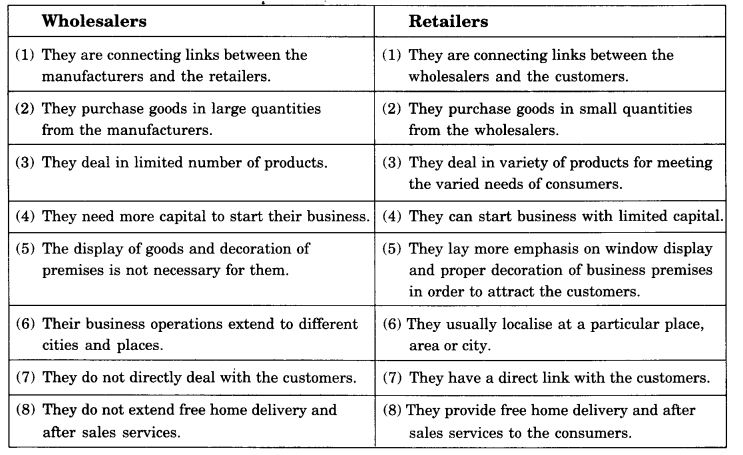 Wholesalers
Retailers
(1) They are connecting links between the
manufacturers and the retailers.
(1) They are connecting links between the
wholesalers and the customers.
(2) They purchase goods in large quantities
from the manufacturers.
(2) They purchase goods in small quantities
from the wholesalers.
(3) They deal in limited number of products.
(3) They deal in variety of products for meeting
the varied needs of consumers.
(4) They need more capital to start their business.
(4) They can start business with limited capital.
(5) The display of goods and decoration of
premises is not necessary for them.
(5) They lay more emphasis on window display
and proper decoration of business premises
in order to attract the customers.
(6) Their business operations extend to different
cities and places.
(6) They usually localise at a particular place,
area or city.
(7) They do not directly deal with the customers.
(7) They have a direct link with the customers.
(8) They do not extend free home delivery and
after sales services.
(8) They provide free home delivery and after
sales services to the consumers.